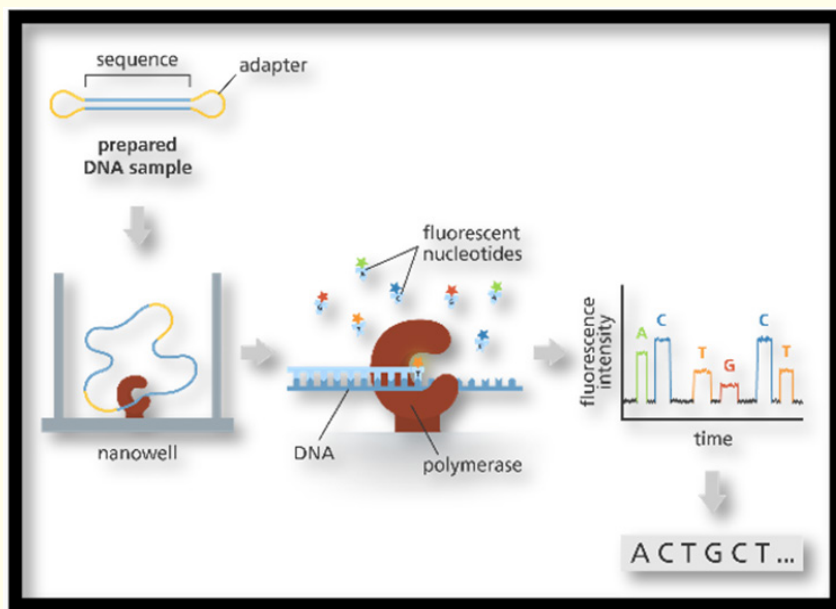 sequence
adapter
prepared
DNA sample
nanowell
fluorescent
nucleotides
DNA
polymerase
fluorescence
intensity
A
C
T
G
C
T
time
A C T G C T ...